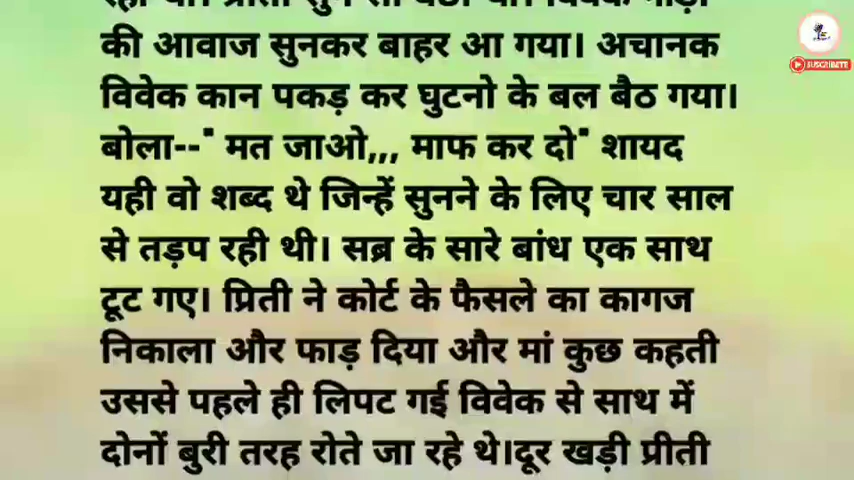 की आवाज सुनकर बाहर आ गया। अचानक
विवेक कान पकड़ कर घुटनो के बल बैठ गया।
बोला--" मत जाओ,,, माफ कर दो" शायद
यही वो शब्द थे जिन्हें सुनने के लिए चार साल
से तड़प रही थी। सब्र के सारे बांध एक साथ
टूट गए। प्रिती ने कोर्ट के फैसले का कागज
निकाला और फाड़ दिया और मां कुछ कहती
उससे पहले ही लिपट गई विवेक से साथ में
दोनों बुरी तरह रोते जा रहे थे।दूर खड़ी प्रीती
SUSCRIBETE